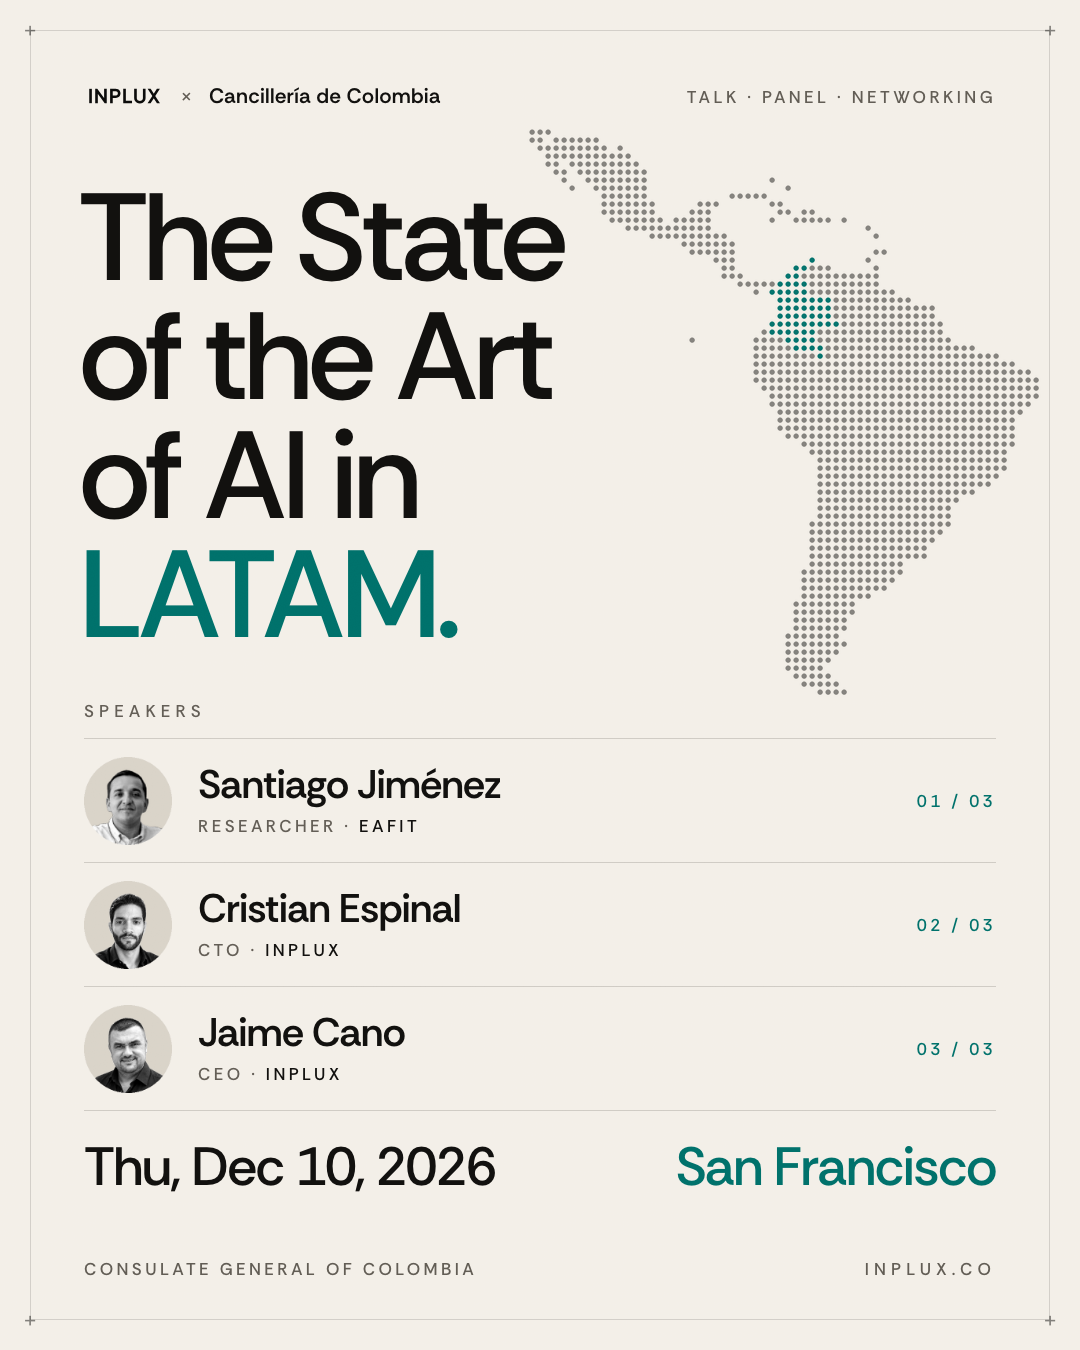 INPLUX × Cancillería de Colombia
TALK · PANEL · NETWORKING
The State
of the Art
of AI in
LATAM.
SPEAKERS
Santiago Jiménez
RESEARCHER · EAFIT
01 / 03
Cristian Espinal
CTO · INPLUX
02 / 03
Jaime Cano
CEO · INPLUX
03 / 03
Thu, Dec 10, 2026
San Francisco
CONSULATE GENERAL OF COLOMBIA
INPLUX.CO